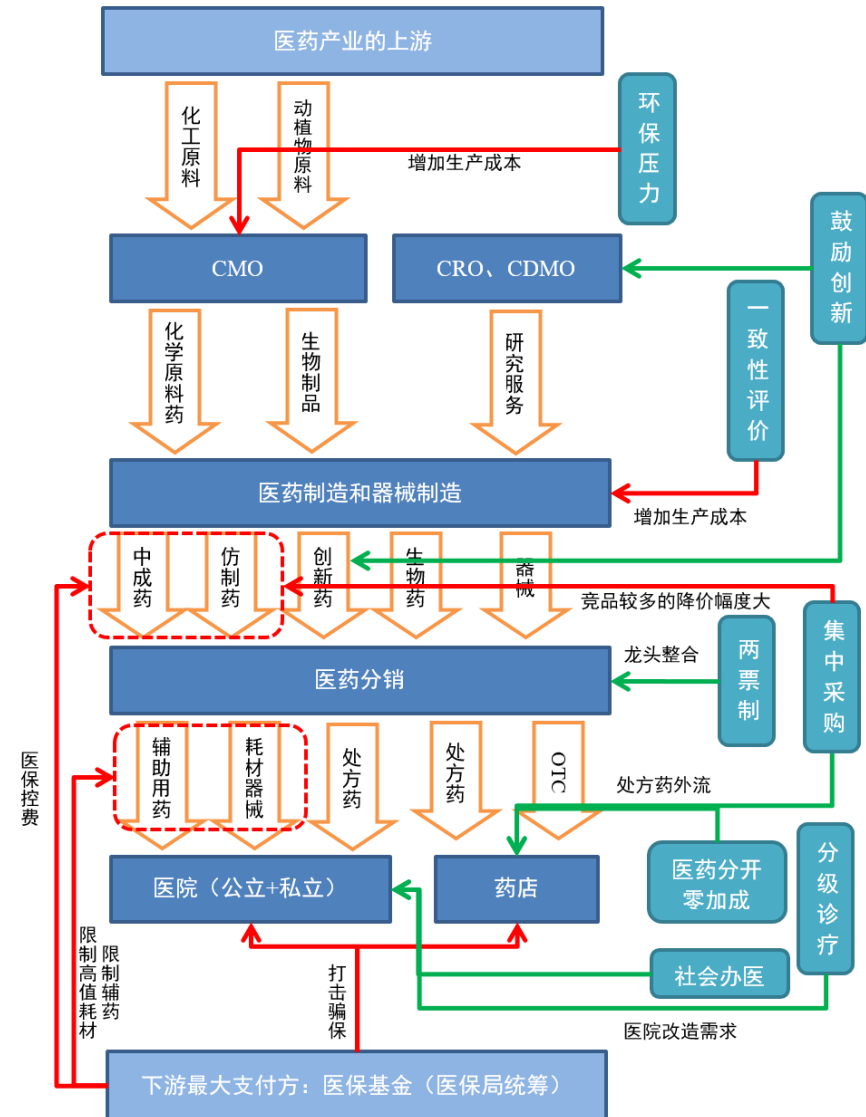 医药产业的上游
化工原料
动植物原料
环保压力
增加生产成本
鼓励创新
CMO
CRO、CDMO
一致性评价
化学原料药
生物制品
研究服务
医药制造和器械制造
增加生产成本
中成药
仿制药
创新药
生物药
器械
竞品较多的降价幅度大
集中采购
两票制
龙头整合
医药分销
医保控费
辅助用药
耗材器械
处方药
处方药
OTC
处方药外流
医药分开
零加成
分级诊疗
医院（公立+私立）
药店
限制高值耗材
限制辅药
打击骗保
社会办医
医院改造需求
下游最大支付方：医保基金（医保局统筹）